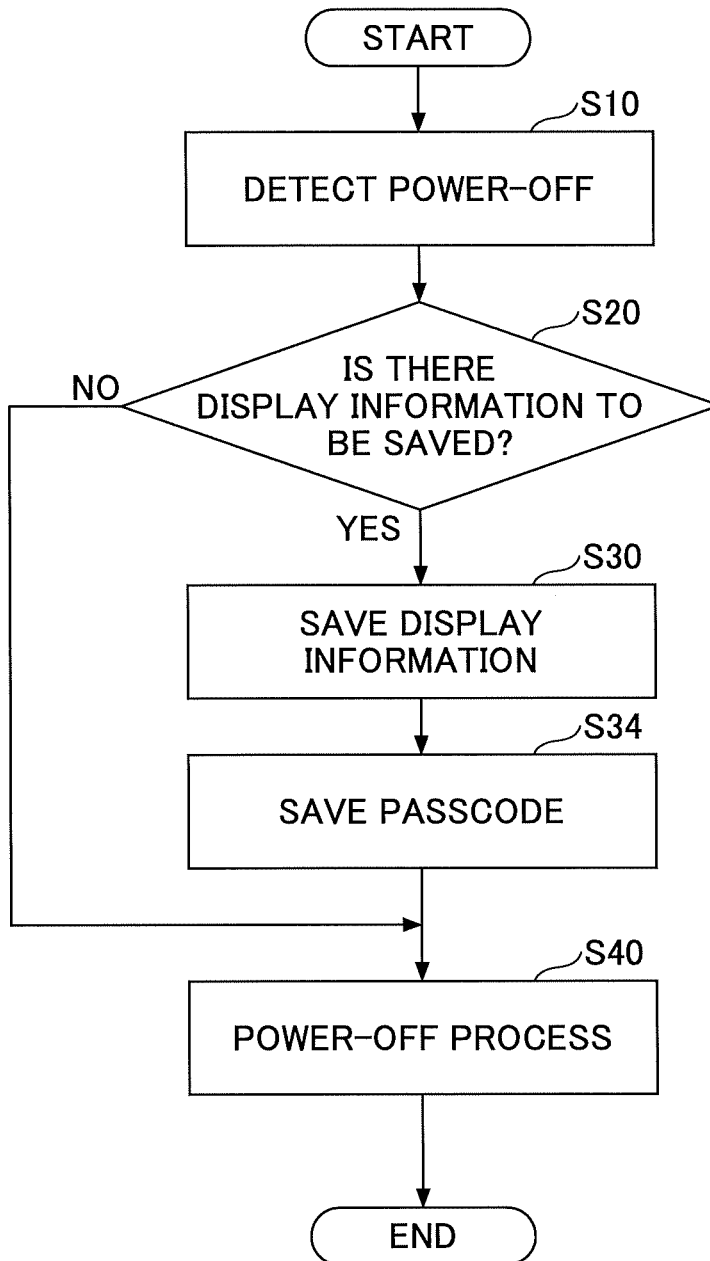 START
S10
DETECT POWER-OFF
S20
IS THERE
DISPLAY INFORMATION TO
BE SAVED?
NO
YES
S30
SAVE DISPLAY
INFORMATION
S34
SAVE PASSCODE
S40
POWER-OFF PROCESS
END